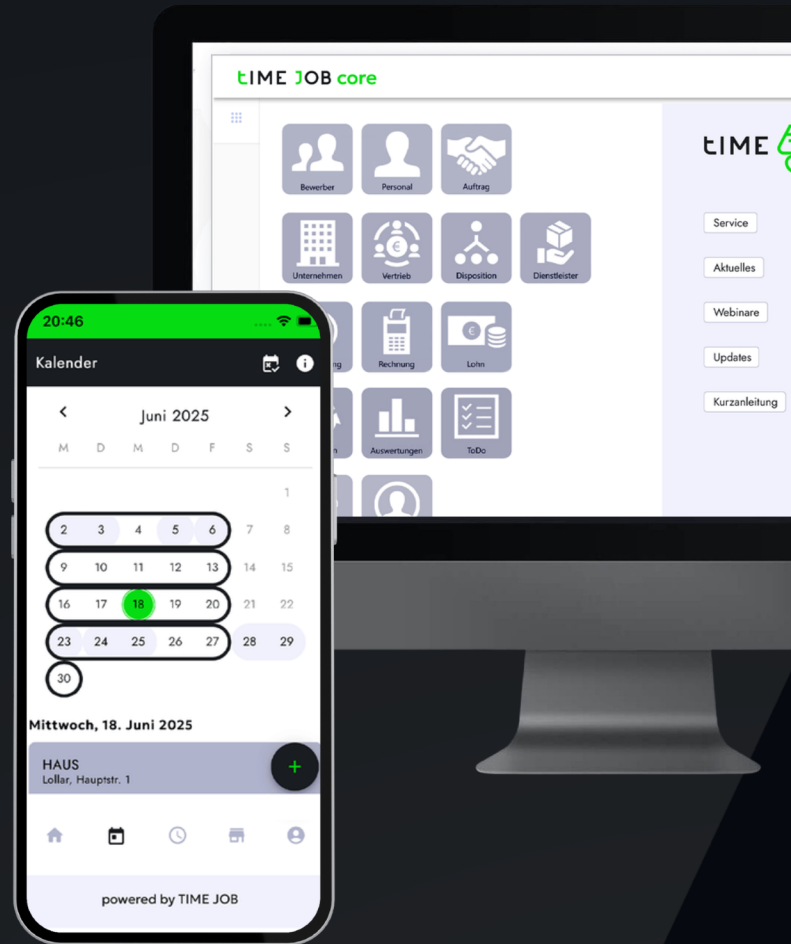 tIME JOB core
Bewerber
Personal
Auftrag
Unternehmen
Vertrieb
Disposition
Dienstleister
Rechnung
Lohn
Auswertungen
ToDo
tIME
Service
Aktuelles
Webinare
Updates
Kurzanleitung
20:46
Kalender
Juni 2025
M D M D F S S
1
2 3 4 5 6 7 8
9 10 11 12 13 14 15
16 17 18 19 20 21 22
23 24 25 26 27 28 29
30
Mittwoch, 18. Juni 2025
HAUS
Lollar, Hauptstr. 1
+
powered by TIME JOB